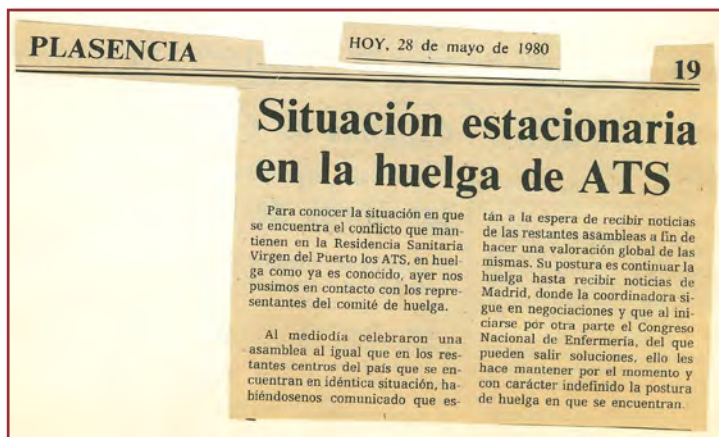 PLASENCIA
HOY, 28 de mayo de 1980
19
Situación estacionaria
en la huelga de ATS
Para conocer la situación en que
se encuentra el conflicto que man-
tienen en la Residencia Sanitaria
Virgen del Puerto los ATS, en huel-
ga como ya es conocido, ayer nos
pusimos en contacto con los repre-
sentantes del comité de huelga.
Al mediodía celebraron una
asamblea al igual que en los res-
tantes centros del país que se en-
cuentran en idéntica situación, ha-
biéndosenos comunicado que es-
tán a la espera de recibir noticias
de las restantes asambleas a fin de
hacer una valoración global de las
mismas. Su postura es continuar la
huelga hasta recibir noticias de
Madrid, donde la coordinadora si-
gue en negociaciones y que al ini-
ciarse por otra parte el Congreso
Nacional de Enfermería, del que
pueden salir soluciones, ello les
hace mantener por el momento y
con carácter indefinido la postura
de huelga en que se encuentran.